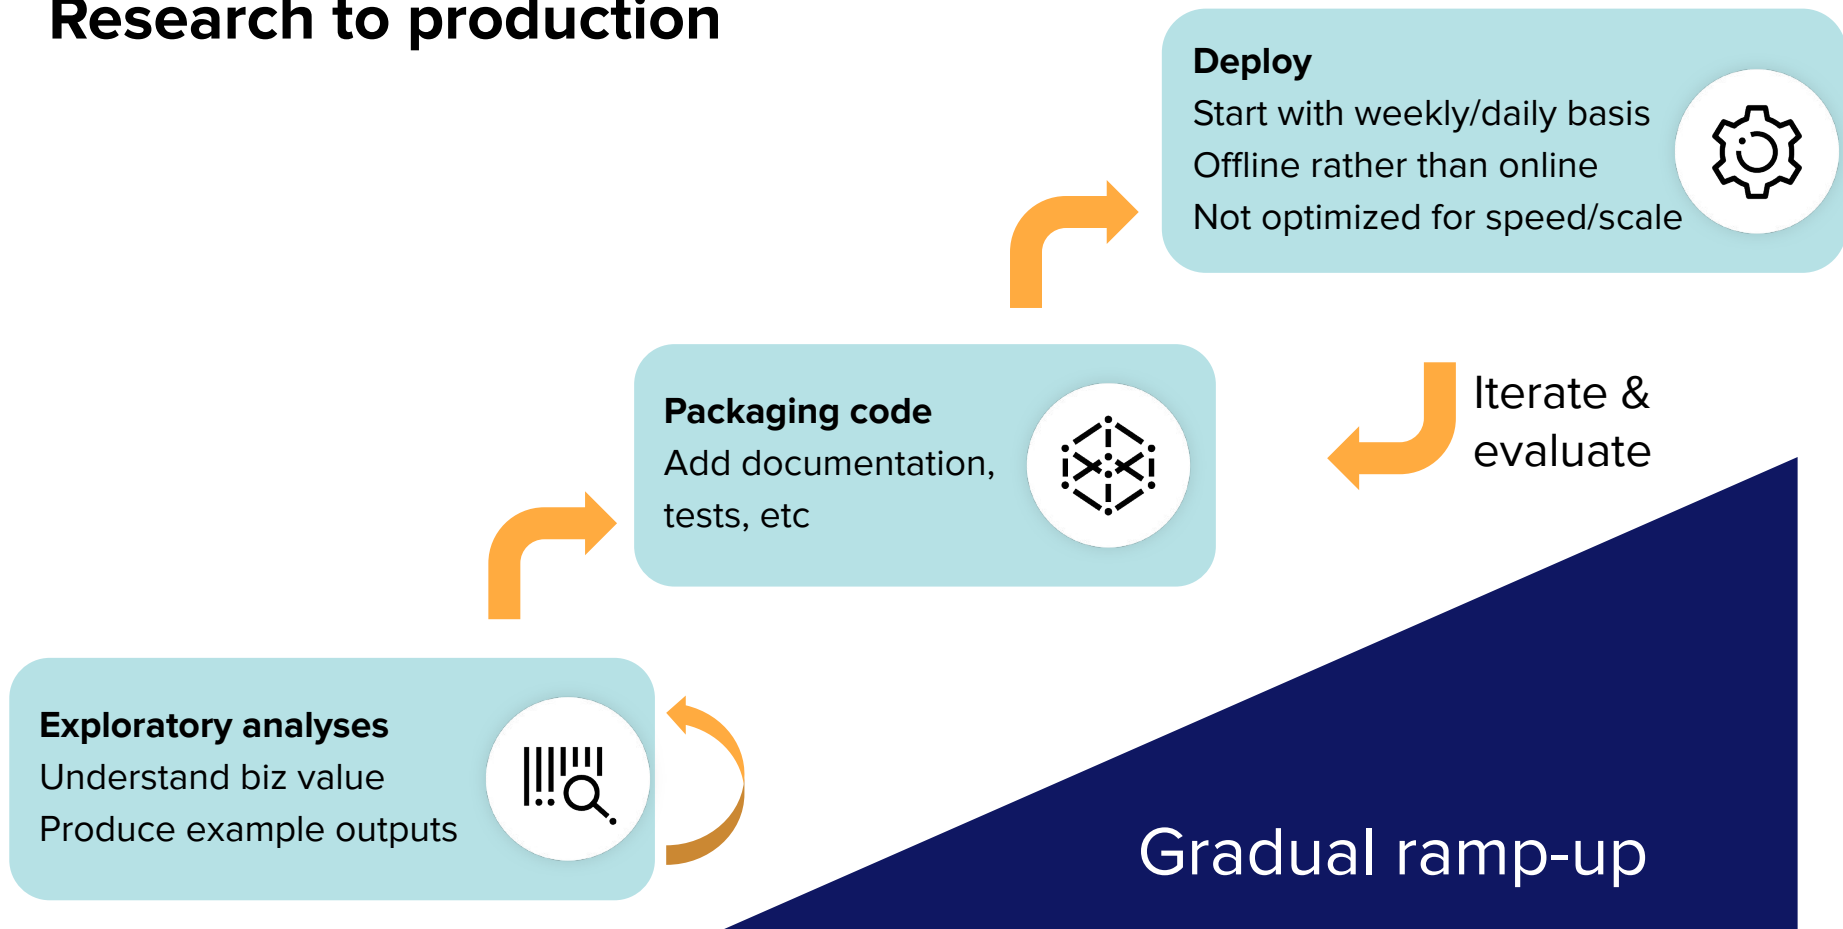 Research to production
Deploy
Start with weekly/daily basis
Offline rather than online
Not optimized for speed/scale
Iterate &
evaluate
Packaging code
Add documentation,
tests, etc
Exploratory analyses
Understand biz value
Produce example outputs
Gradual ramp-up